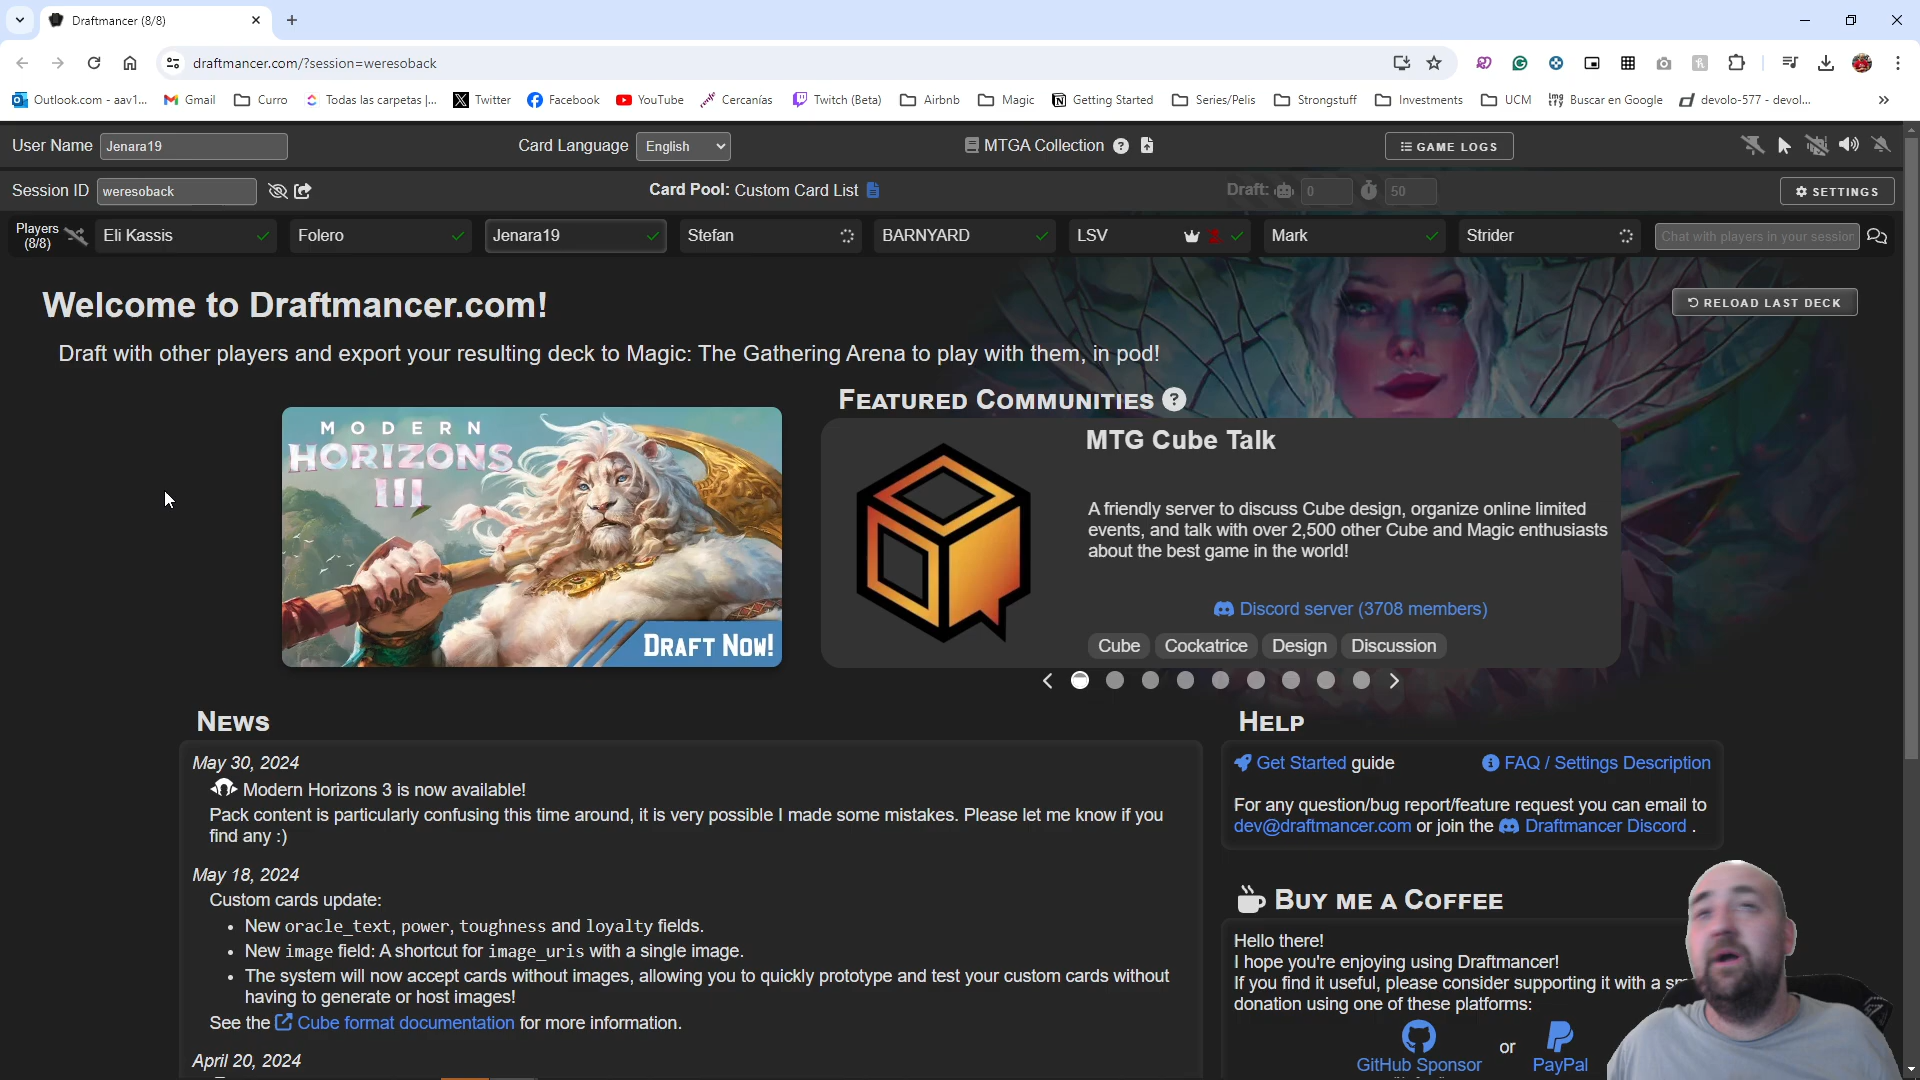 Draftmancer (8/8)
draftmancer.com/?session=weresoback
Outlook.com - aav1... Gmail Curro Todas las carpetas |... Twitter Facebook YouTube Cercanías Twitch (Beta) Airbnb Magic Getting Started Series/Pelis Strongstuff Investments UCM Buscar en Google devolo-577 - devol...
User Name Jenara19 Card Language English MTGA Collection GAME LOGS
Session ID weresoback Card Pool: Custom Card List Draft: 0 50 SETTINGS
Players
(8/8)
Eli Kassis Folero Jenara19 Stefan BARNYARD LSV Mark Strider Chat with players in your session
Welcome to Draftmancer.com!
RELOAD LAST DECK
Draft with other players and export your resulting deck to Magic: The Gathering Arena to play with them, in pod!
MODERN
HORIZONS
III
DRAFT NOW!
FEATURED COMMUNITIES
MTG Cube Talk
A friendly server to discuss Cube design, organize online limited
events, and talk with over 2,500 other Cube and Magic enthusiasts
about the best game in the world!
Discord server (3708 members)
Cube Cockatrice Design Discussion
NEWS
May 30, 2024
Modern Horizons 3 is now available!
Pack content is particularly confusing this time around, it is very possible I made some mistakes. Please let me know if you
find any :)
May 18, 2024
Custom cards update:
• New oracle_text, power, toughness and loyalty fields.
• New image field: A shortcut for image_uris with a single image.
• The system will now accept cards without images, allowing you to quickly prototype and test your custom cards without
having to generate or host images!
See the Cube format documentation for more information.
April 20, 2024
HELP
Get Started guide FAQ / Settings Description
For any question/bug report/feature request you can email to
dev@draftmancer.com or join the Draftmancer Discord .
BUY ME A COFFEE
Hello there!
I hope you're enjoying using Draftmancer!
If you find it useful, please consider supporting it with a
donation using one of these platforms:
GitHub Sponsor or PayPal